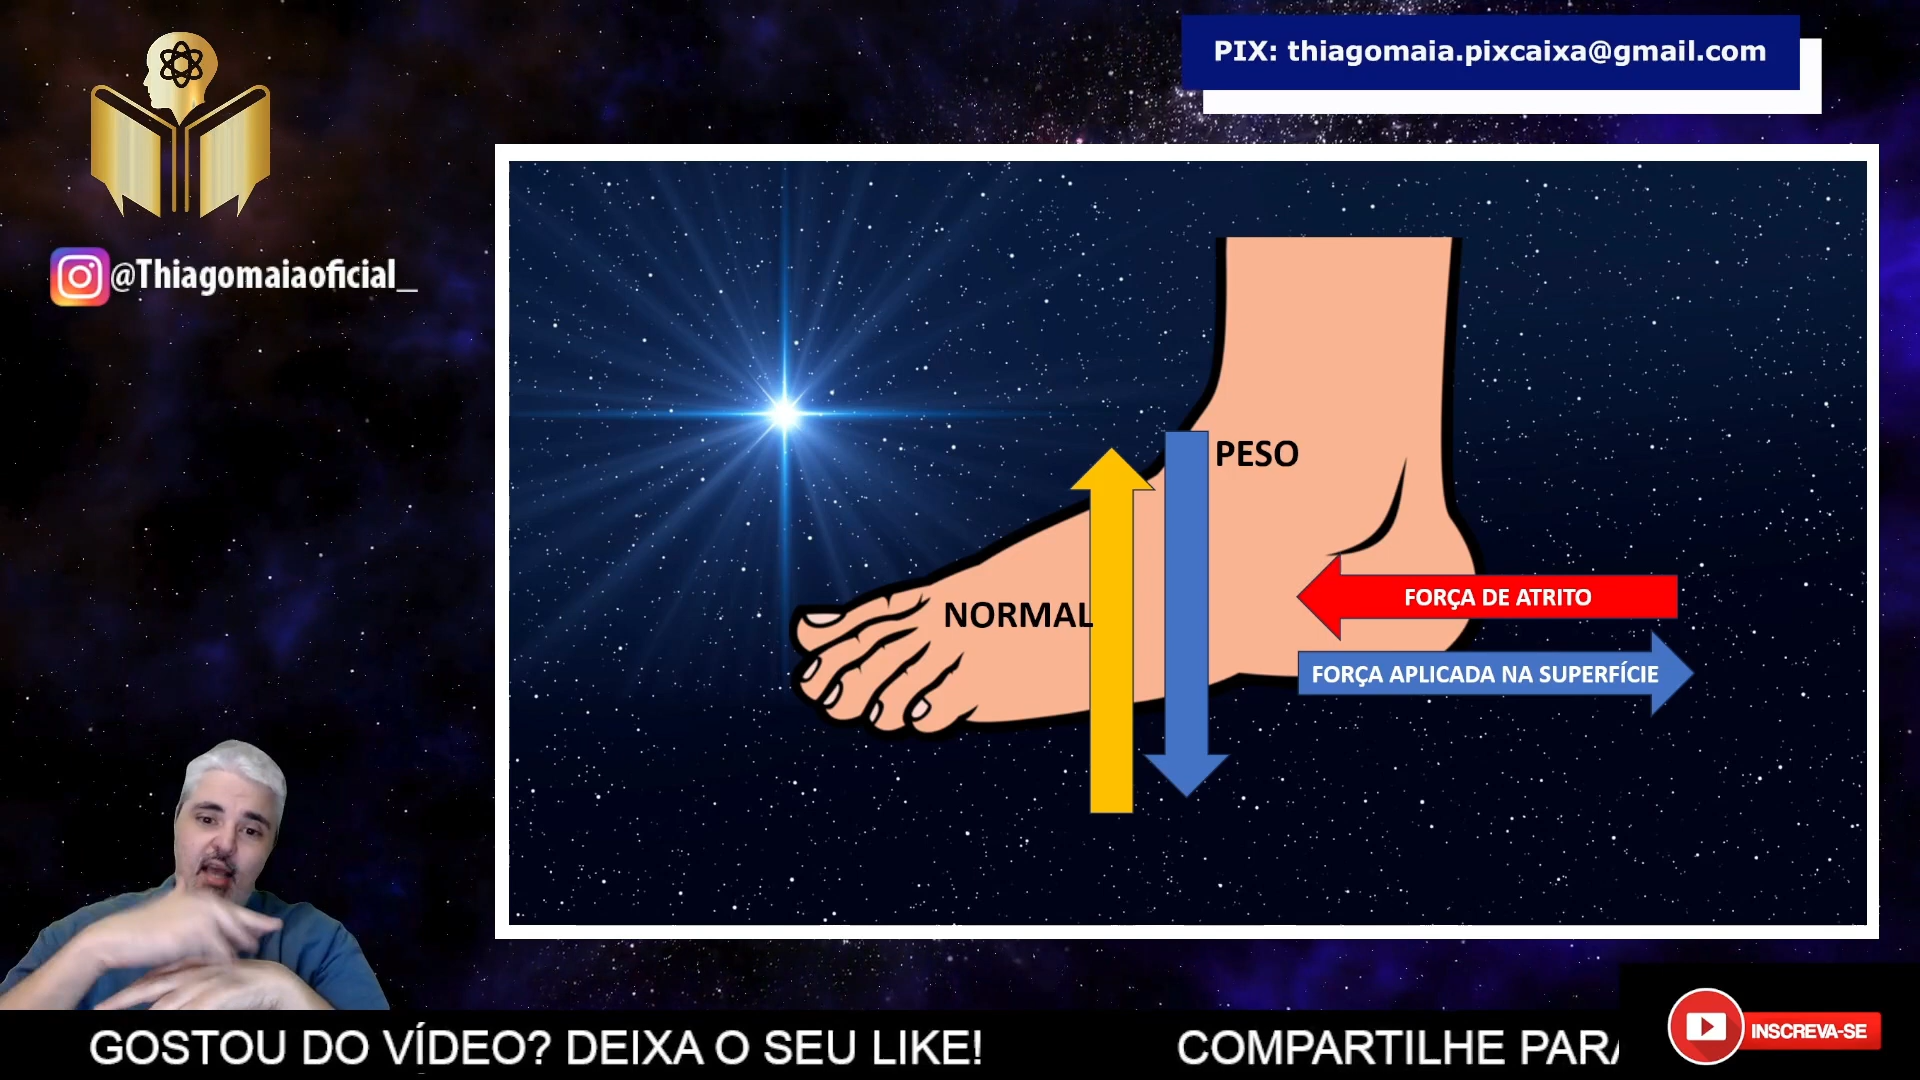 PIX: thiagomaia.pixcaixa@gmail.com
@Thiagomaiaoficial_
PESO
NORMAL
FORÇA DE ATRITO
FORÇA APLICADA NA SUPERFÍCIE
GOSTOU DO VÍDEO? DEIXA O SEU LIKE!
COMPARTILHE PARA
INSCREVA-SE